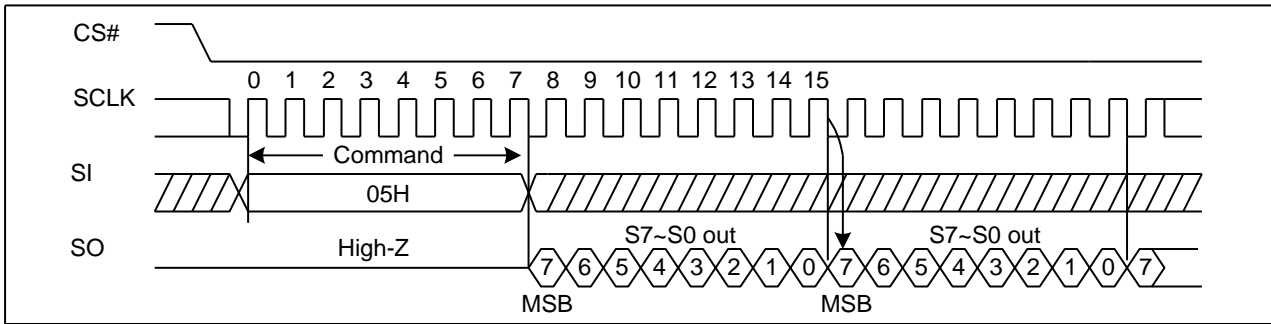 CS#
0 1 2 3 4 5 6 7 8 9 10 11 12 13 14 15
SCLK
Command
SI
05H
SO
High-Z
S7~S0 out
S7~S0 out
7 6 5 4 3 2 1 0 7 6 5 4 3 2 1 0 7
MSB
MSB